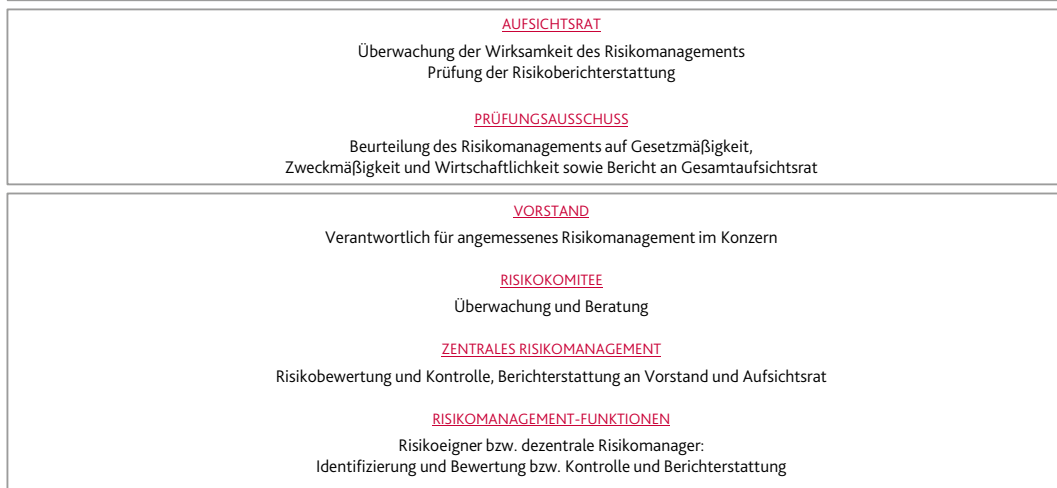 AUFSICHTSRAT
Überwachung der Wirksamkeit des Risikomanagements
Prüfung der Risikoberichterstattung
PRÜFUNGSAUSSCHUSS
Beurteilung des Risikomanagements auf Gesetzmäßigkeit,
Zweckmäßigkeit und Wirtschaftlichkeit sowie Bericht an Gesamtaufsichtsrat
VORSTAND
Verantwortlich für angemessenes Risikomanagement im Konzern
RISIKOKOMITEE
Überwachung und Beratung
ZENTRALES RISIKOMANAGEMENT
Risikobewertung und Kontrolle, Berichterstattung an Vorstand und Aufsichtsrat
RISIKOMANAGEMENT-FUNKTIONEN
Risikoeigner bzw. dezentrale Risikomanager:
Identifizierung und Bewertung bzw. Kontrolle und Berichterstattung